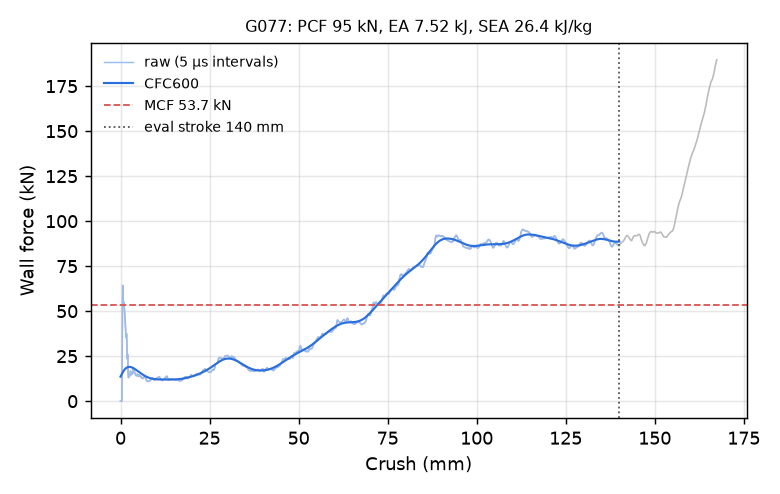 G077: PCF 95 kN, EA 7.52 kJ, SEA 26.4 kJ/kg
raw (5 µs intervals)
CFC600
MCF 53.7 kN
eval stroke 140 mm
Wall force (kN)
175
150
125
100
75
50
25
0
0 25 50 75 100 125 150 175
Crush (mm)